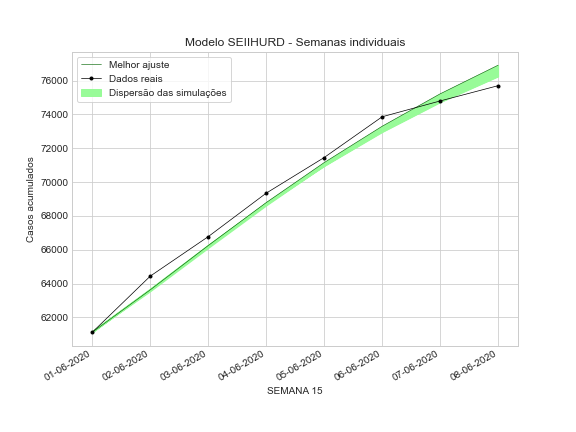 Modelo SEIIHURD - Semanas individuais
Melhor ajuste
Dados reais
Dispersão das simulações
Casos acumulados
76000
74000
72000
70000
68000
66000
64000
62000
01-06-2020
02-06-2020
03-06-2020
04-06-2020
05-06-2020
06-06-2020
07-06-2020
08-06-2020
SEMANA 15